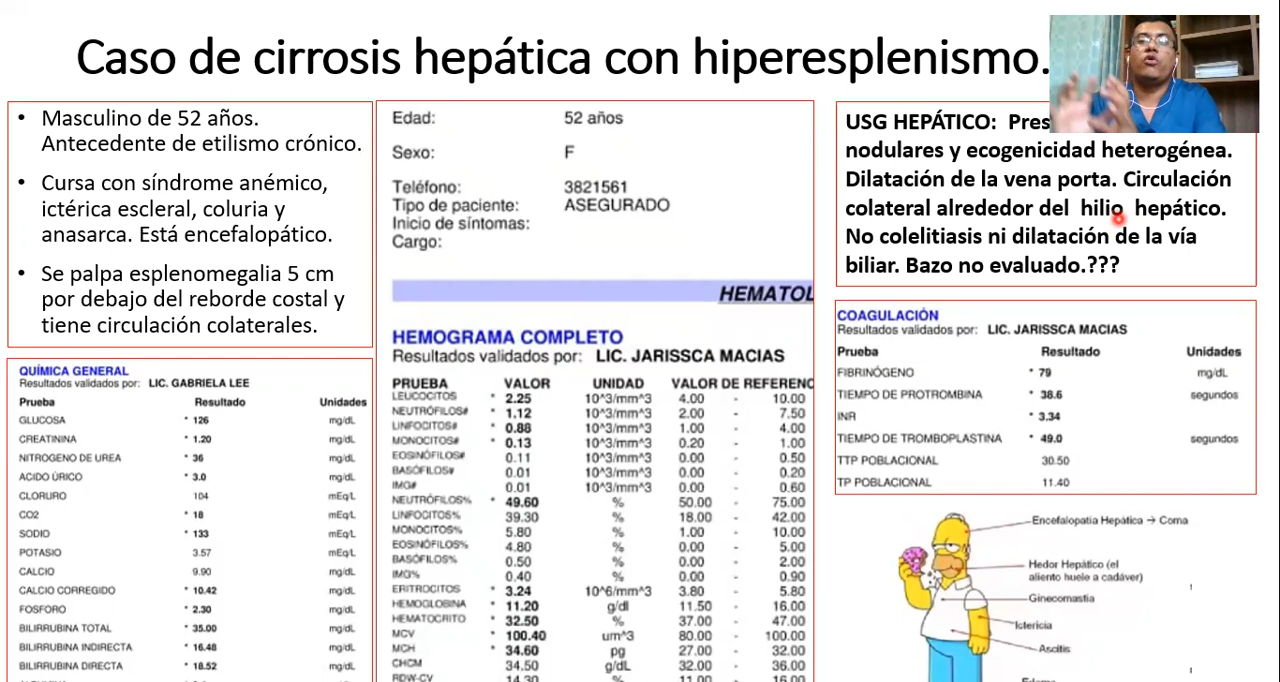 Caso de cirrosis hepática con hiperesplenismo.
• Masculino de 52 años.
Antecedente de etilismo crónico.
• Cursa con síndrome anémico,
ictérica escleral, coluria y
anasarca. Está encefalopático.
• Se palpa esplenomegalia 5 cm
por debajo del reborde costal y
tiene circulación colaterales.
QUÍMICA GENERAL
Resultados validados por: LIC. GABRIELA LEE
Prueba Resultado Unidades
GLUCOSA * 126 mg/dL
CREATININA * 1.20 mg/dL
NITROGENO DE UREA * 36 mg/dL
ACIDO ÚRICO * 3.0 mg/dL
CLORURO 104 mEq/L
CO2 * 18 mEq/L
SODIO * 133 mEq/L
POTASIO 3.57 mEq/L
CALCIO 9.90 mg/dL
CALCIO CORREGIDO * 10.42 mg/dL
FOSFORO * 2.30 mg/dL
BILIRRUBINA TOTAL * 35.00 mg/dL
BILIRRUBINA INDIRECTA * 16.48 mg/dL
BILIRRUBINA DIRECTA * 18.52 mg/dL
Edad: 52 años
Sexo: F
Teléfono: 3821561
Tipo de paciente: ASEGURADO
Inicio de síntomas:
Cargo:
HEMATOL
HEMOGRAMA COMPLETO
Resultados validados por: LIC. JARISSCA MACIAS
PRUEBA VALOR UNIDAD VALOR DE REFERENC
LEUCOCITOS * 2.25 10^3/mm^3 4.00 - 10.00
NEUTRÓFILOS# * 1.12 10^3/mm^3 2.00 - 7.50
LINFOCITOS# * 0.88 10^3/mm^3 1.00 - 4.00
MONOCITOS# * 0.13 10^3/mm^3 0.20 - 1.00
EOSINÓFILOS# 0.11 10^3/mm^3 0.00 - 0.50
BASÓFILOS# 0.01 10^3/mm^3 0.00 - 0.20
IMG# 0.01 10^3/mm^3 0.00 - 0.60
NEUTRÓFILOS% * 49.60 % 50.00 - 75.00
LINFOCITOS% 39.30 % 18.00 - 42.00
MONOCITOS% 5.80 % 1.00 - 10.00
EOSINÓFILOS% 4.80 % 0.00 - 5.00
BASÓFILOS% 0.50 % 0.00 - 2.00
IMG% 0.40 % 0.00 - 0.90
ERITROCITOS * 3.24 10^6/mm^3 3.80 - 5.80
HEMOGLOBINA * 11.20 g/dl 11.50 - 16.00
HEMATOCRITO * 32.50 % 37.00 - 47.00
MCV * 100.40 um^3 80.00 - 100.00
MCH * 34.60 pg 27.00 - 32.00
CHCM 34.50 g/dL 32.00 - 36.00
RDW-CV 14.30 % 11.00 - 16.00
USG HEPÁTICO: Pres
nodulares y ecogenicidad heterogénea.
Dilatación de la vena porta. Circulación
colateral alrededor del hilio hepático.
No colelitiasis ni dilatación de la vía
biliar. Bazo no evaluado.???
COAGULACIÓN
Resultados validados por: LIC. JARISSCA MACIAS
Prueba Resultado Unidades
FIBRINÓGENO * 79 mg/dL
TIEMPO DE PROTROMBINA * 38.6 segundos
INR * 3.34
TIEMPO DE TROMBOPLASTINA * 49.0 segundos
TTP POBLACIONAL 30.50
TP POBLACIONAL 11.40
Encefalopatía Hepática → Coma
Hedor Hepático (el
aliento huele a cadáver)
Ginecomastia
Ictericia
Ascitis